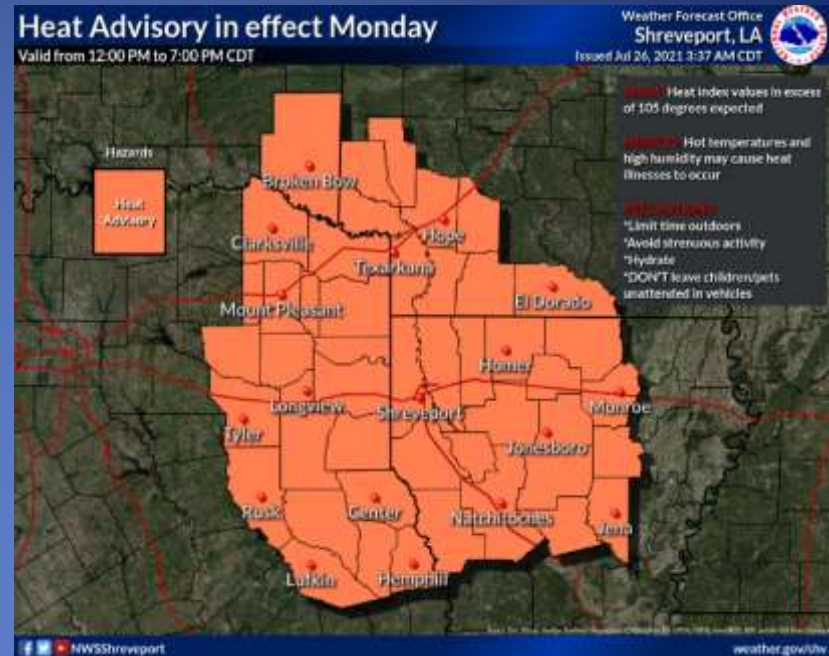 Heat Advisory in effect Monday
Valid from 12:00 PM to 7:00 PM CDT
Weather Forecast Office
Shreveport, LA
Issued Jul 26, 2021 3:37 AM CDT
Heat index values in excess
of 105 degrees expected
Hot temperatures and
high humidity may cause heat
illnesses to occur
*Limit time outdoors
*Avoid strenuous activity
*Hydrate
*DON'T leave children/pets
unattended in vehicles
Hazards
Heat
Advisory
Broken Bow
Clarksville
Hope
Texarkana
Mount Pleasant
El Dorado
Homer
Longview
Shreveport
Monroe
Tyler
Jonesboro
Rusk
Center
Natchitoches
Jena
Lufkin
Hemphill
NWSShreveport
weather.gov/shv